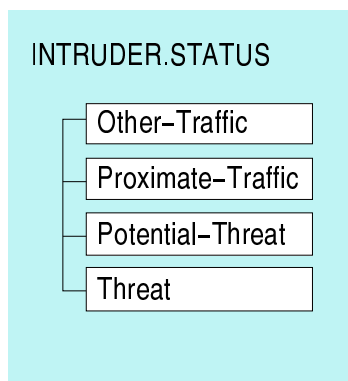 INTRUDER.STATUS
Other–Traffic
Proximate–Traffic
Potential–Threat
Threat